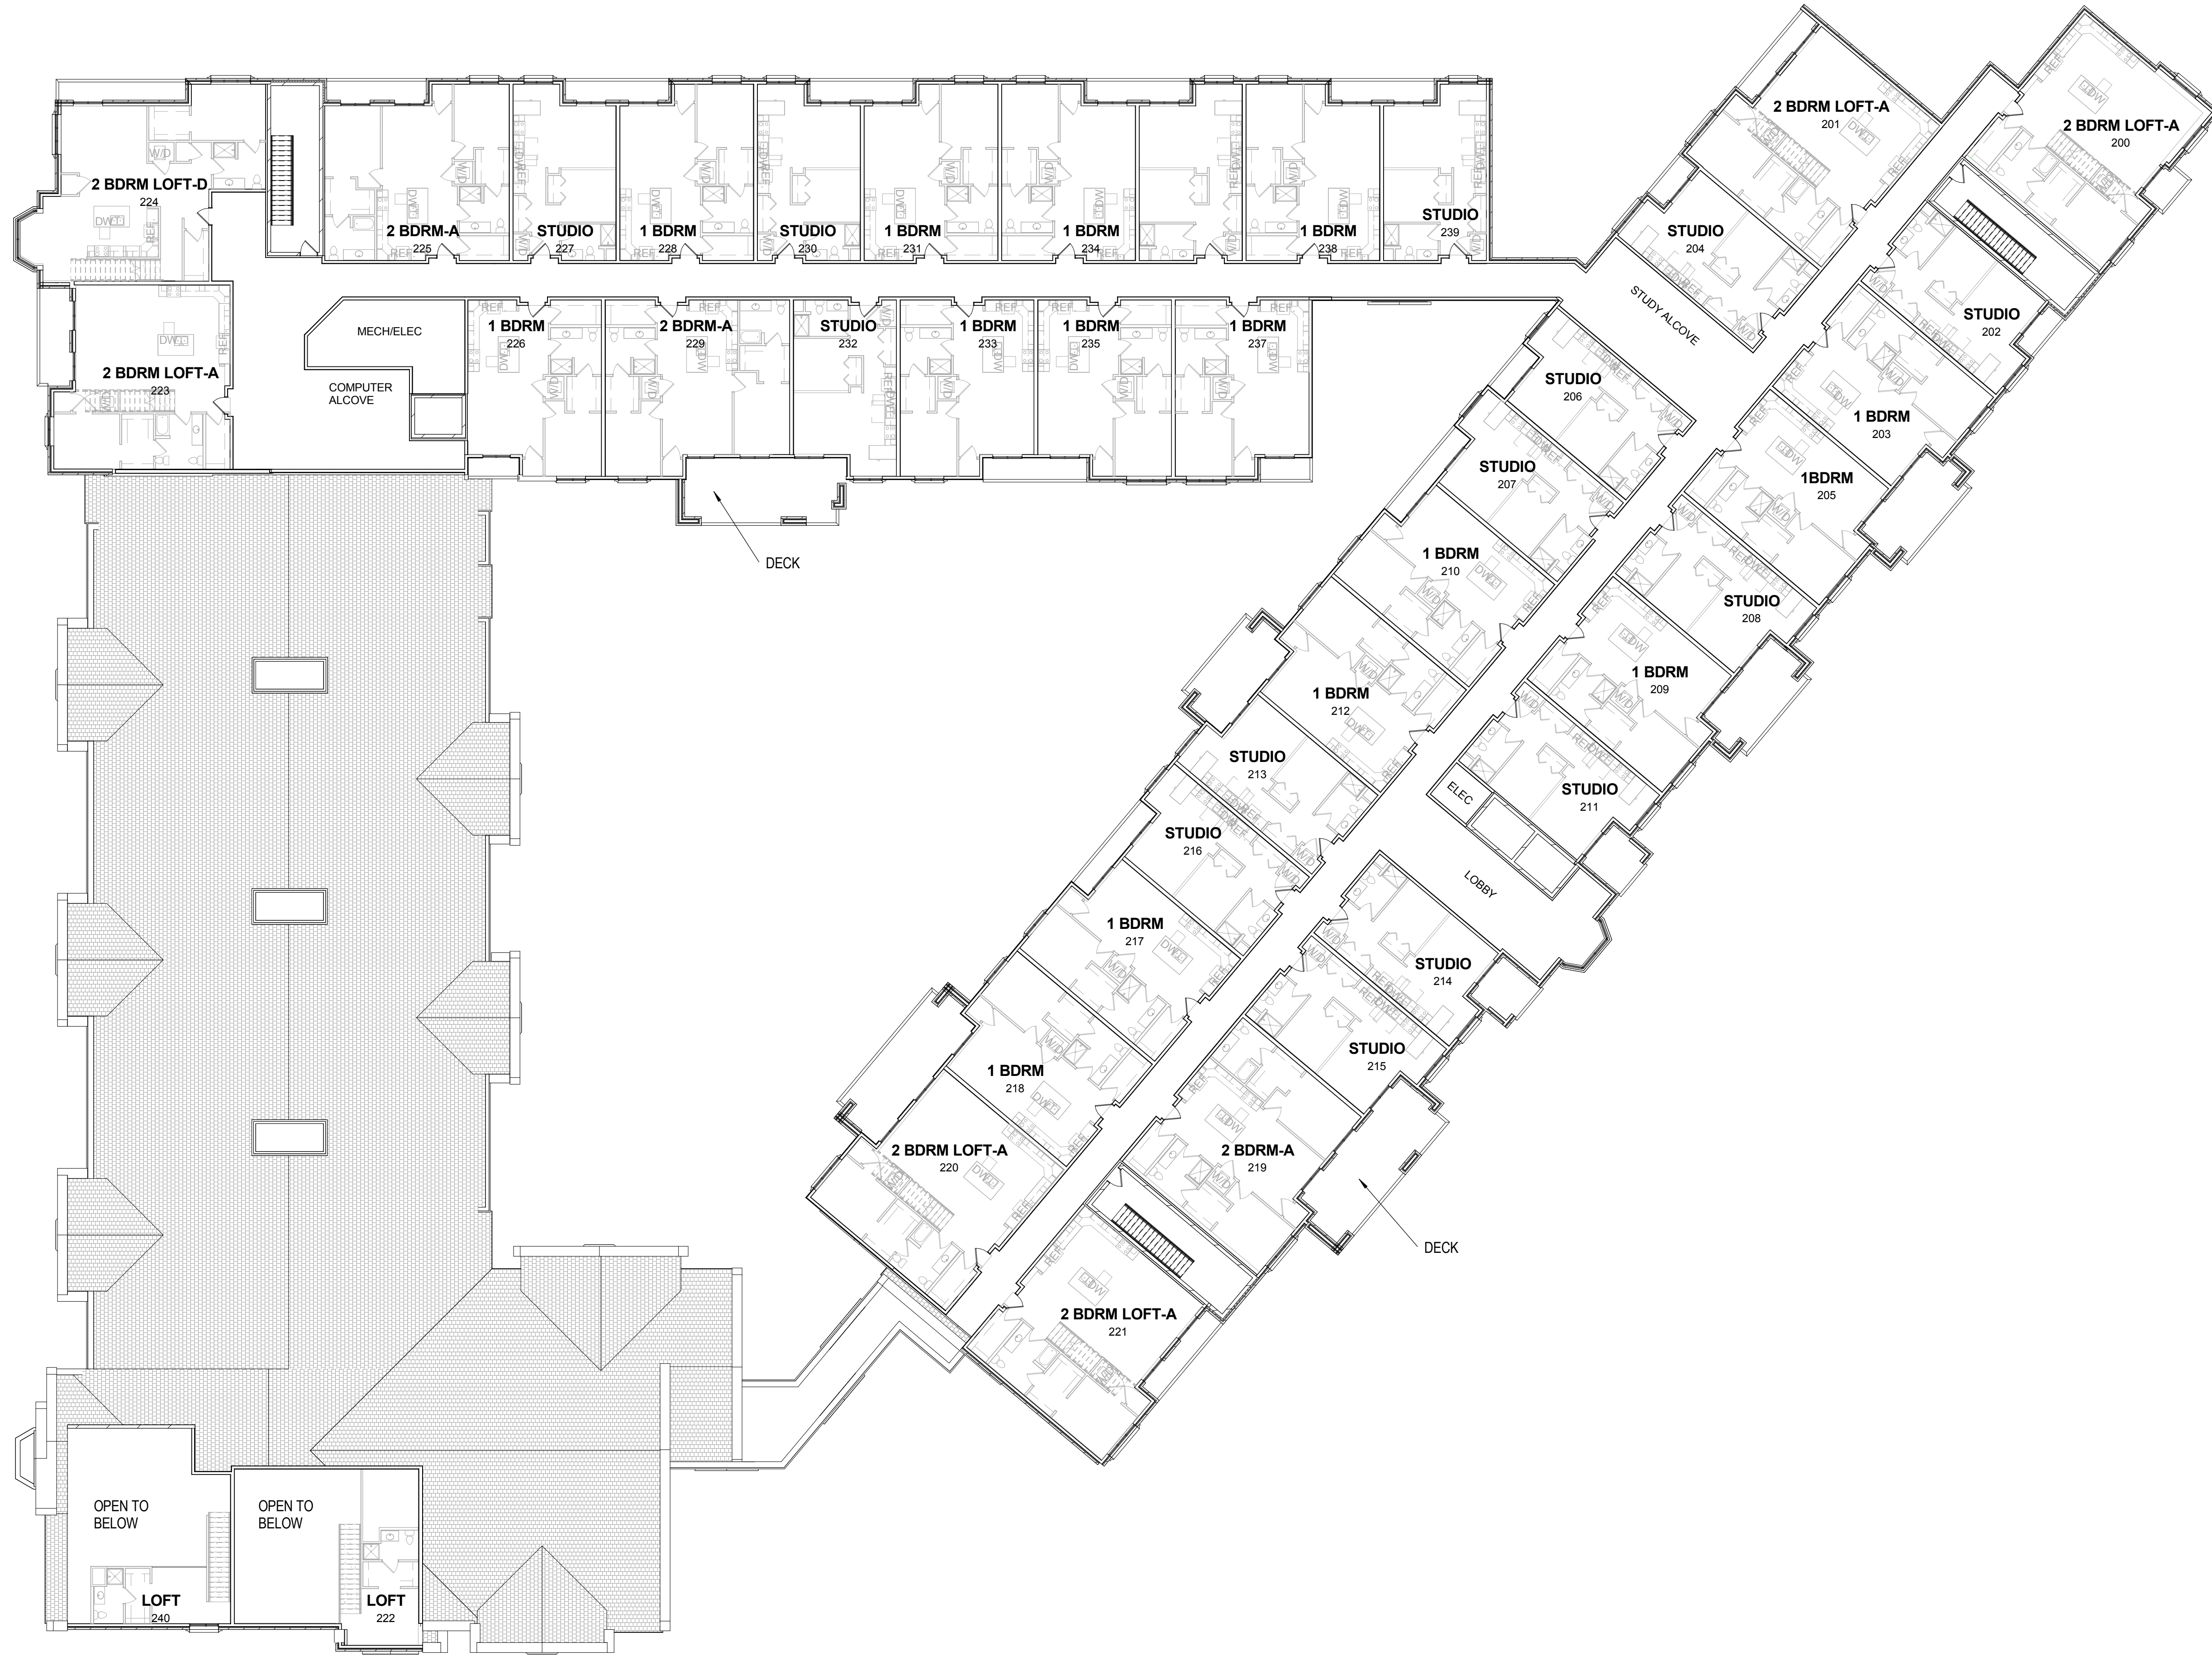 2 BDRM LOFT-A
201
2 BDRM LOFT-A
200
2 BDRM LOFT-D
224
W/D
DW
REF.
2 BDRM-A
225
STUDIO
227
1 BDRM
228
STUDIO
230
1 BDRM
231
1 BDRM
234
1 BDRM
238
STUDIO
239
STUDIO
204
STUDY ALCOVE
STUDIO
202
2 BDRM LOFT-A
223
MECH/ELEC
COMPUTER
ALCOVE
1 BDRM
226
2 BDRM-A
229
STUDIO
232
1 BDRM
233
1 BDRM
235
1 BDRM
237
STUDIO
206
1 BDRM
203
STUDIO
207
1BDRM
205
DECK
1 BDRM
210
STUDIO
208
1 BDRM
212
1 BDRM
209
STUDIO
213
STUDIO
211
ELEC
STUDIO
216
LOBBY
1 BDRM
217
STUDIO
214
STUDIO
215
1 BDRM
218
2 BDRM LOFT-A
220
2 BDRM-A
219
DECK
2 BDRM LOFT-A
221
OPEN TO
BELOW
OPEN TO
BELOW
LOFT
240
LOFT
222